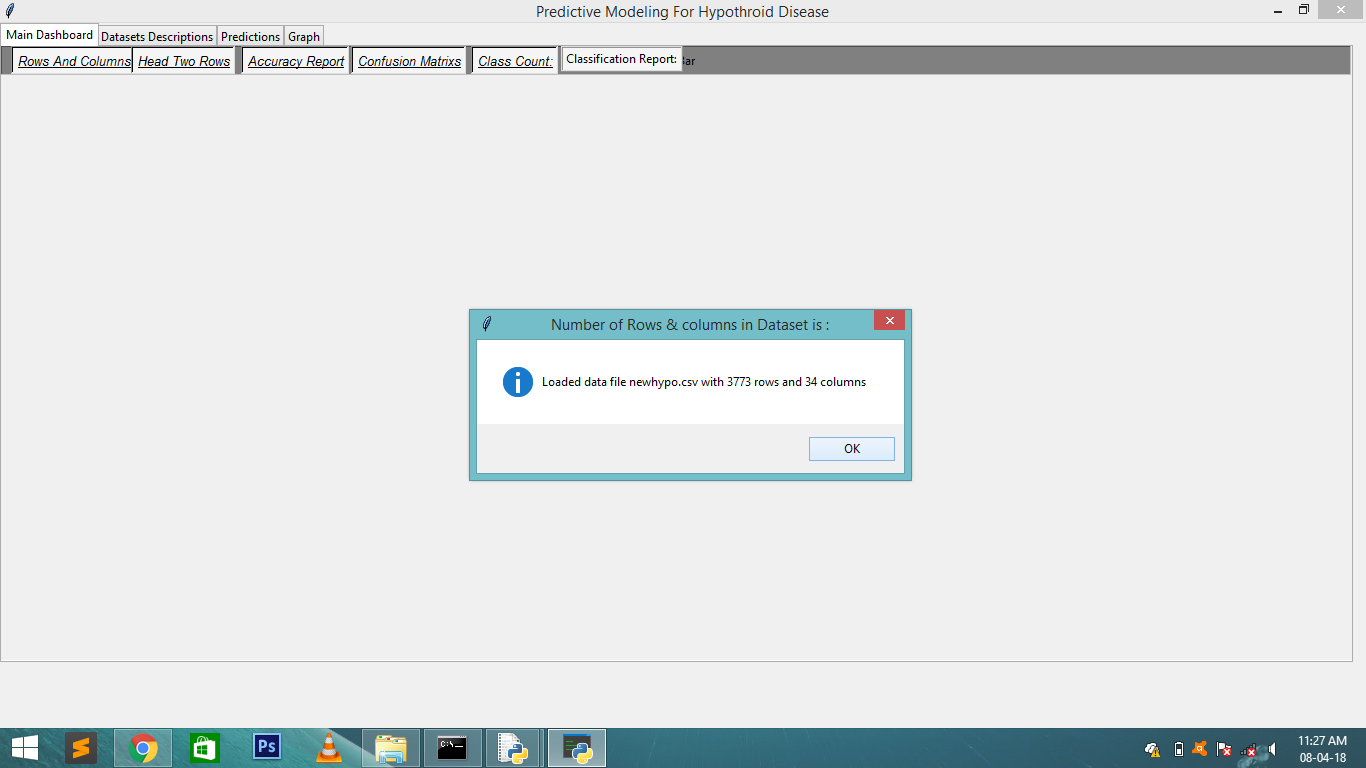 Predictive Modeling For Hypothroid Disease
Main Dashboard Datasets Descriptions Predictions Graph
Rows And Columns Head Two Rows Accuracy Report Confusion Matrixs Class Count: Classification Report:
Number of Rows & columns in Dataset is :
Loaded data file newhypo.csv with 3773 rows and 34 columns
OK
Ps
C:\
11:27 AM
08-04-18